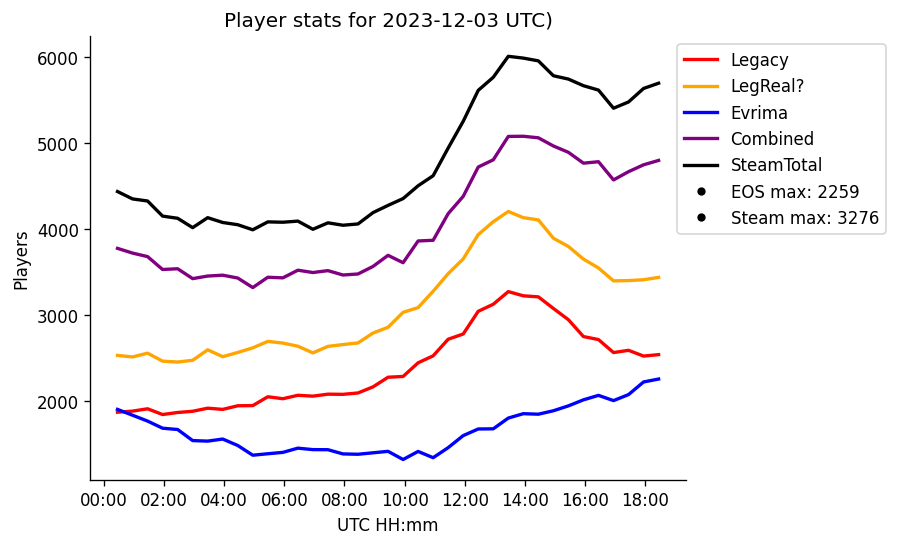 Player stats for 2023-12-03 UTC)
6000
5000
4000
3000
2000
Players
00:00 02:00 04:00 06:00 08:00 10:00 12:00 14:00 16:00 18:00
UTC HH:mm
Legacy
LegReal?
Evrima
Combined
SteamTotal
EOS max: 2259
Steam max: 3276